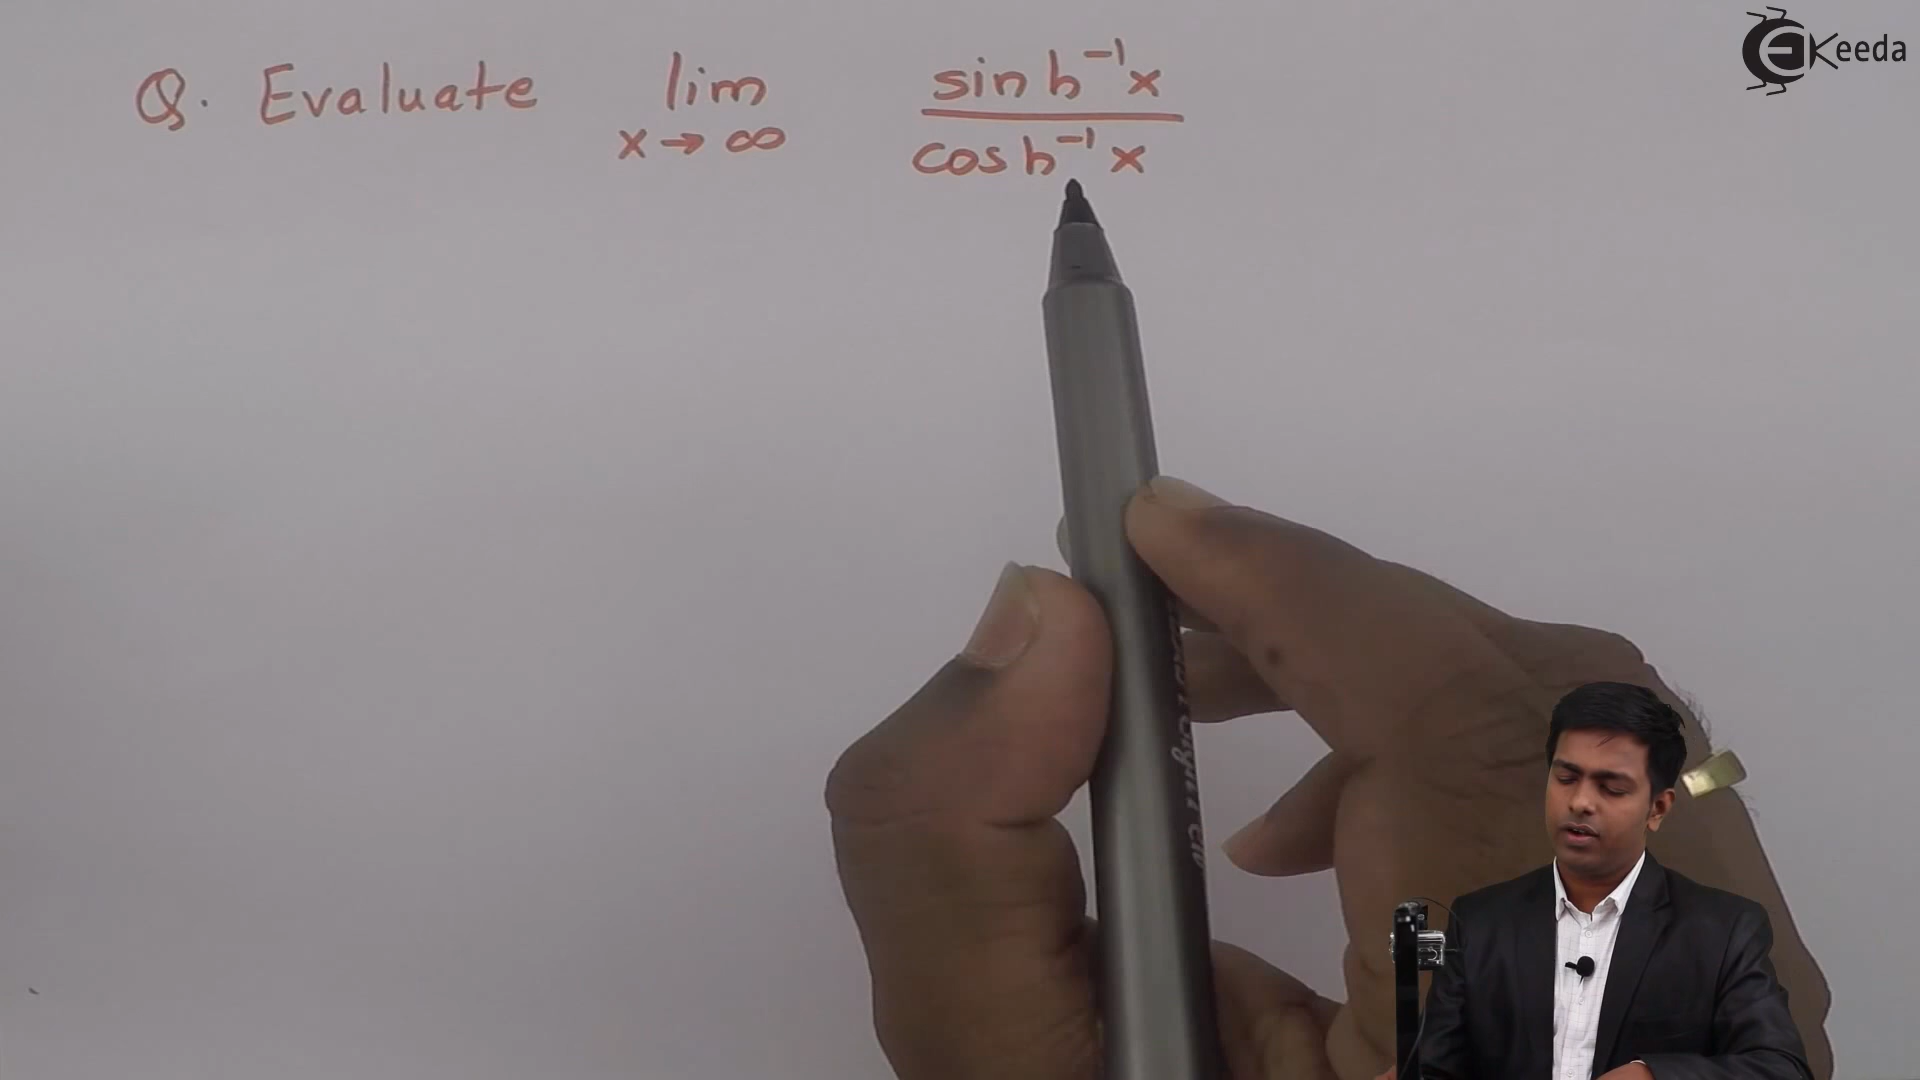 Q. Evaluate lim x→∞ sinh⁻¹x / cosh⁻¹x
Ekeeda